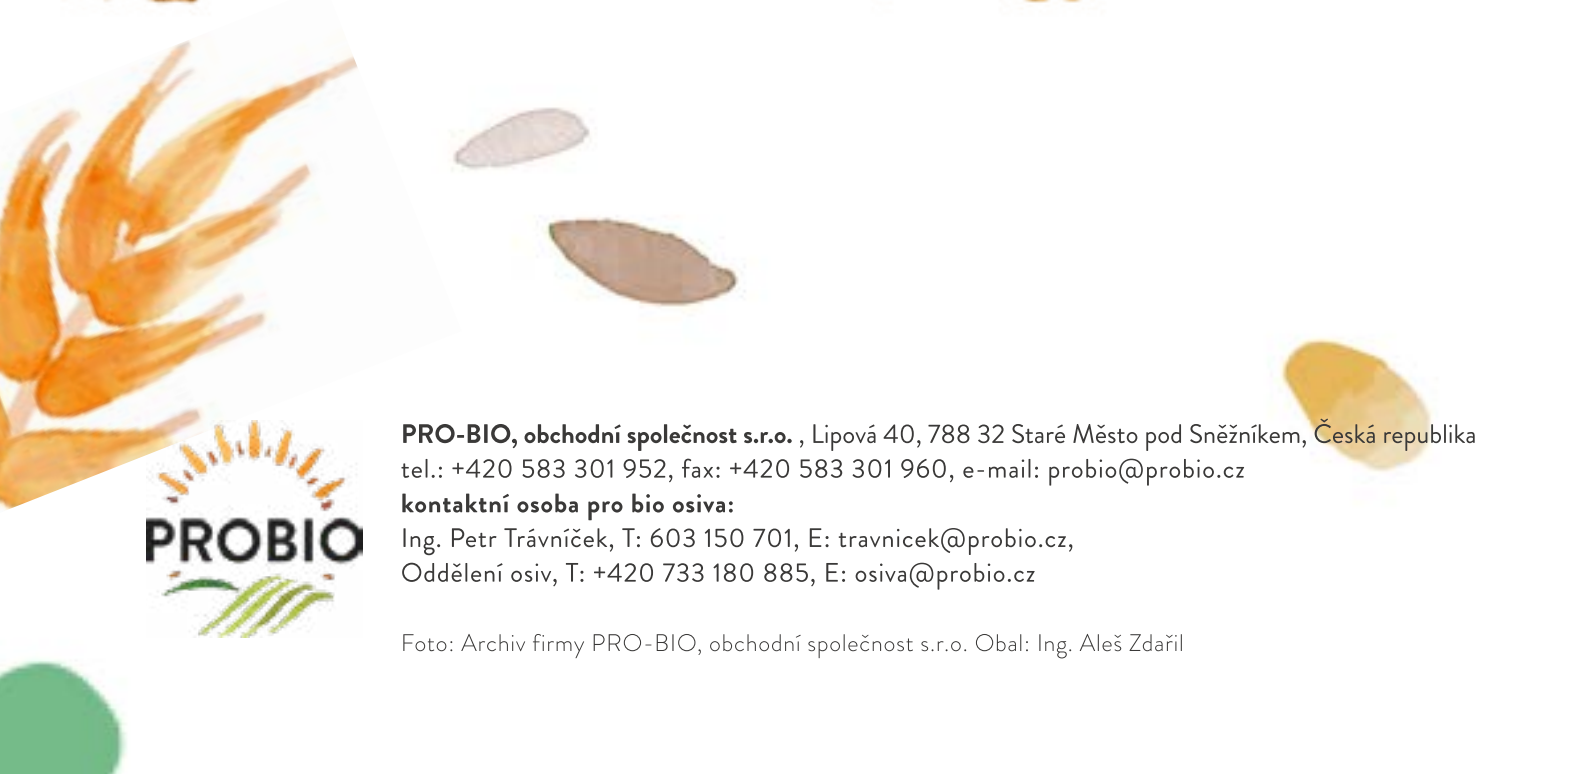 PROBIO
PRO-BIO, obchodní společnost s.r.o. , Lipová 40, 788 32 Staré Město pod Sněžníkem, Česká republika
tel.: +420 583 301 952, fax: +420 583 301 960, e-mail: probio@probio.cz
kontaktní osoba pro bio osiva:
Ing. Petr Trávníček, T: 603 150 701, E: travnicek@probio.cz,
Oddělení osiv, T: +420 733 180 885, E: osiva@probio.cz
Foto: Archiv firmy PRO-BIO, obchodní společnost s.r.o. Obal: Ing. Aleš Zdařil